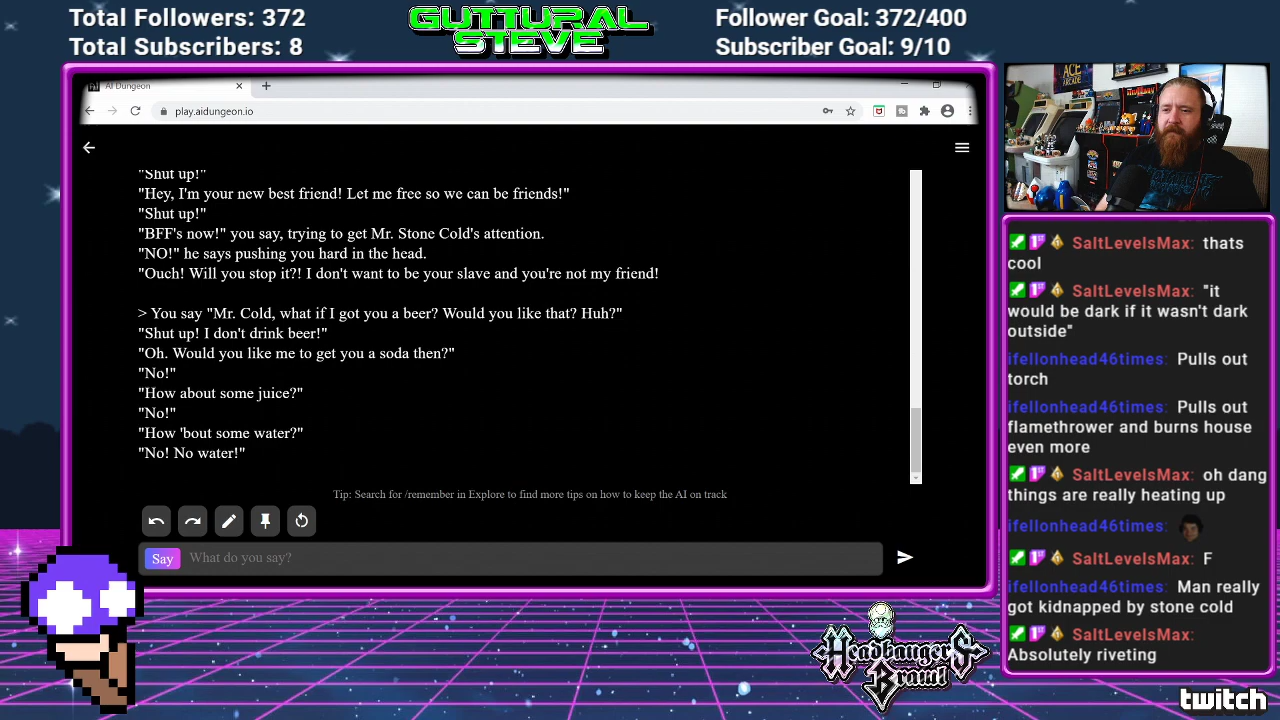 Total Followers: 372
Total Subscribers: 8
GUTTURAL
STEVE
Follower Goal: 372/400
Subscriber Goal: 9/10
AI Dungeon
play.aidungeon.io
"Shut up!"
"Hey, I'm your new best friend! Let me free so we can be friends!"
"Shut up!"
"BFF's now!" you say, trying to get Mr. Stone Cold's attention.
"NO!" he says pushing you hard in the head.
"Ouch! Will you stop it?! I don't want to be your slave and you're not my friend!
> You say "Mr. Cold, what if I got you a beer? Would you like that? Huh?"
"Shut up! I don't drink beer!"
"Oh. Would you like me to get you a soda then?"
"No!"
"How about some juice?"
"No!"
"How 'bout some water?"
"No! No water!"
Tip: Search for /remember in Explore to find more tips on how to keep the AI on track
Say What do you say?
SaltLevelsMax: thats
cool
SaltLevelsMax: "it
would be dark if it wasn't dark
outside"
ifellonhead46times: Pulls out
torch
ifellonhead46times: Pulls out
flamethrower and burns house
even more
SaltLevelsMax: oh dang
things are really heating up
ifellonhead46times:
SaltLevelsMax: F
ifellonhead46times: Man really
got kidnapped by stone cold
SaltLevelsMax:
Absolutely riveting
Headbangers
Brawl
twitch